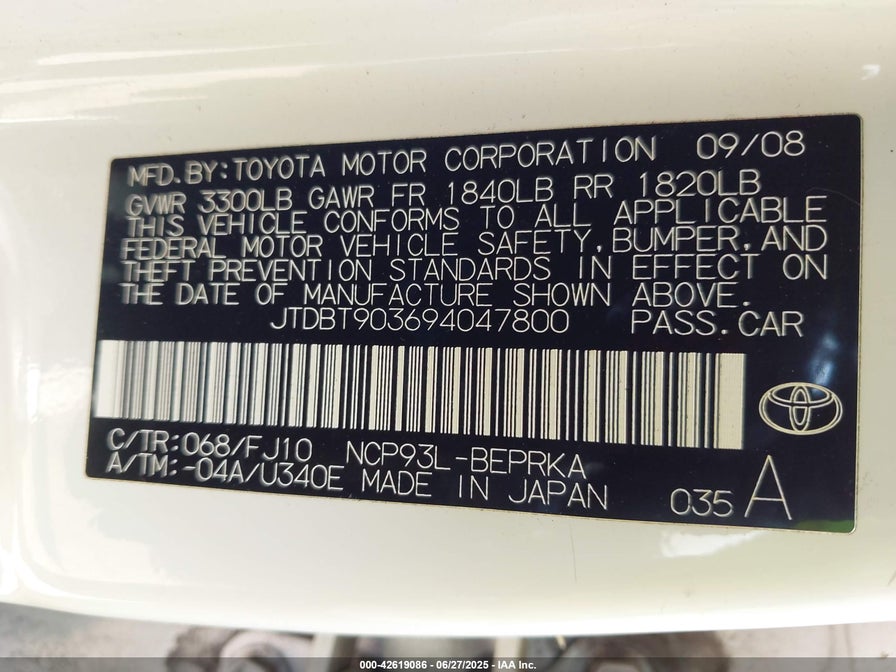 MFD. BY: TOYOTA MOTOR CORPORATION 09/08
GVWR 3300LB GAWR FR 1840LB RR 1820LB
THIS VEHICLE CONFORMS TO ALL APPLICABLE
FEDERAL MOTOR VEHICLE SAFETY, BUMPER, AND
THEFT PREVENTION STANDARDS IN EFFECT ON
THE DATE OF MANUFACTURE SHOWN ABOVE.
JTDBT903694047800 PASS. CAR
C/TR: 068/FJ10 NCP93L-BEPRKA
A/TM: -04A/U340E MADE IN JAPAN 035 A
000-42619086 - 06/27/2025 - IAA Inc.